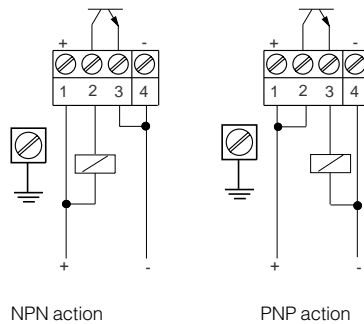 + -
1 2 3 4
+ -
NPN action
+ -
1 2 3 4
+ -
PNP action